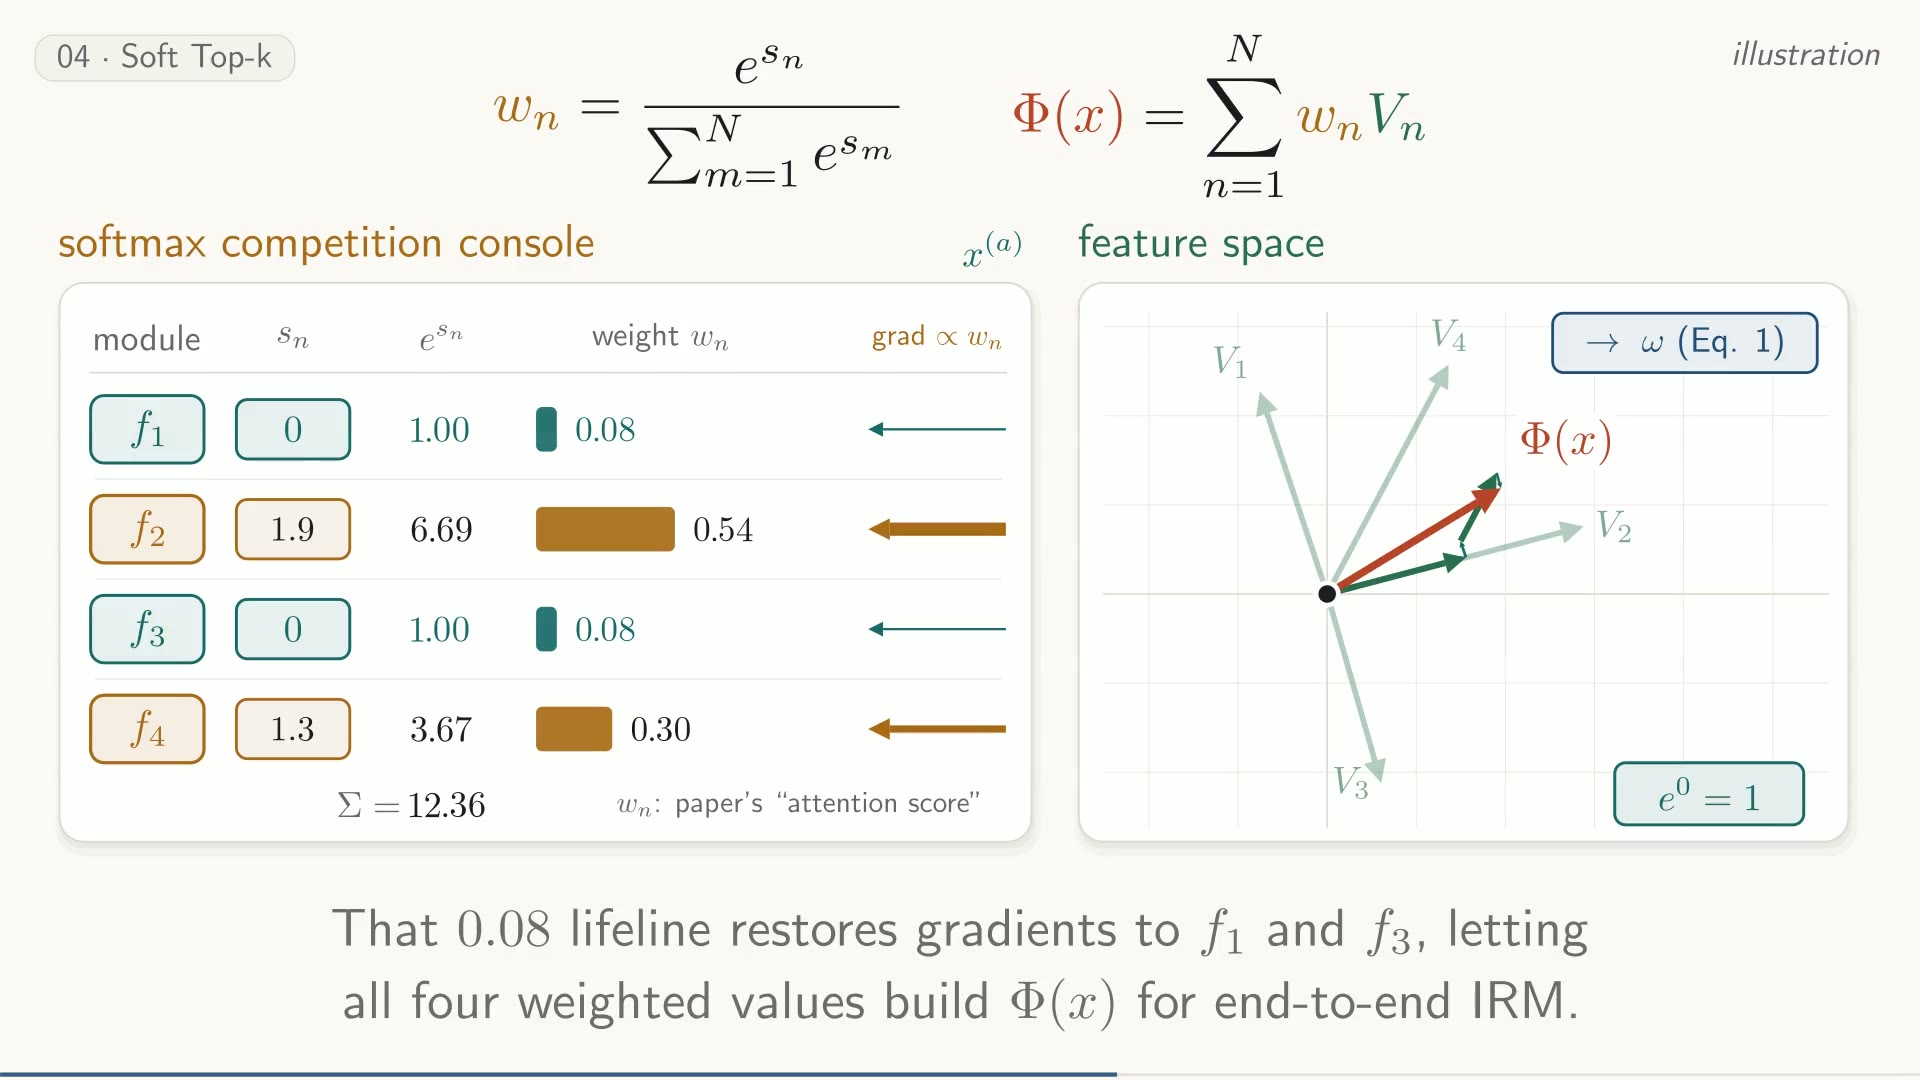 04 · Soft Top-k
illustration
w_n = e^{s_n} / \sum_{m=1}^{N} e^{s_m}
Φ(x) = \sum_{n=1}^{N} w_n V_n
softmax competition console
x^{(a)}
module s_n e^{s_n} weight w_n grad ∝ w_n
f_1 0 1.00 0.08
f_2 1.9 6.69 0.54
f_3 0 1.00 0.08
f_4 1.3 3.67 0.30
Σ = 12.36
w_n: paper's “attention score”
feature space
→ ω (Eq. 1)
V_1
V_4
Φ(x)
V_2
V_3
e^0 = 1
That 0.08 lifeline restores gradients to f_1 and f_3, letting
all four weighted values build Φ(x) for end-to-end IRM.